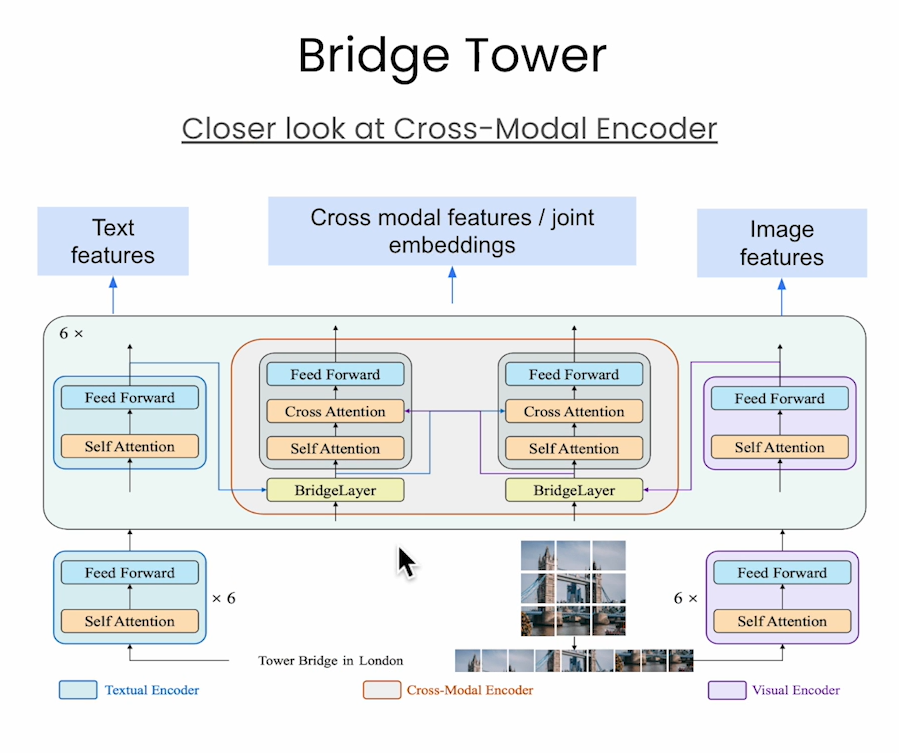 Bridge Tower
Closer look at Cross-Modal Encoder
Text
features
Cross modal features / joint
embeddings
Image
features
6 ×
Feed Forward
Self Attention
Feed Forward
Cross Attention
Self Attention
BridgeLayer
Feed Forward
Cross Attention
Self Attention
BridgeLayer
Feed Forward
Self Attention
Feed Forward
Self Attention
× 6
6 ×
Feed Forward
Self Attention
Tower Bridge in London
Textual Encoder
Cross-Modal Encoder
Visual Encoder